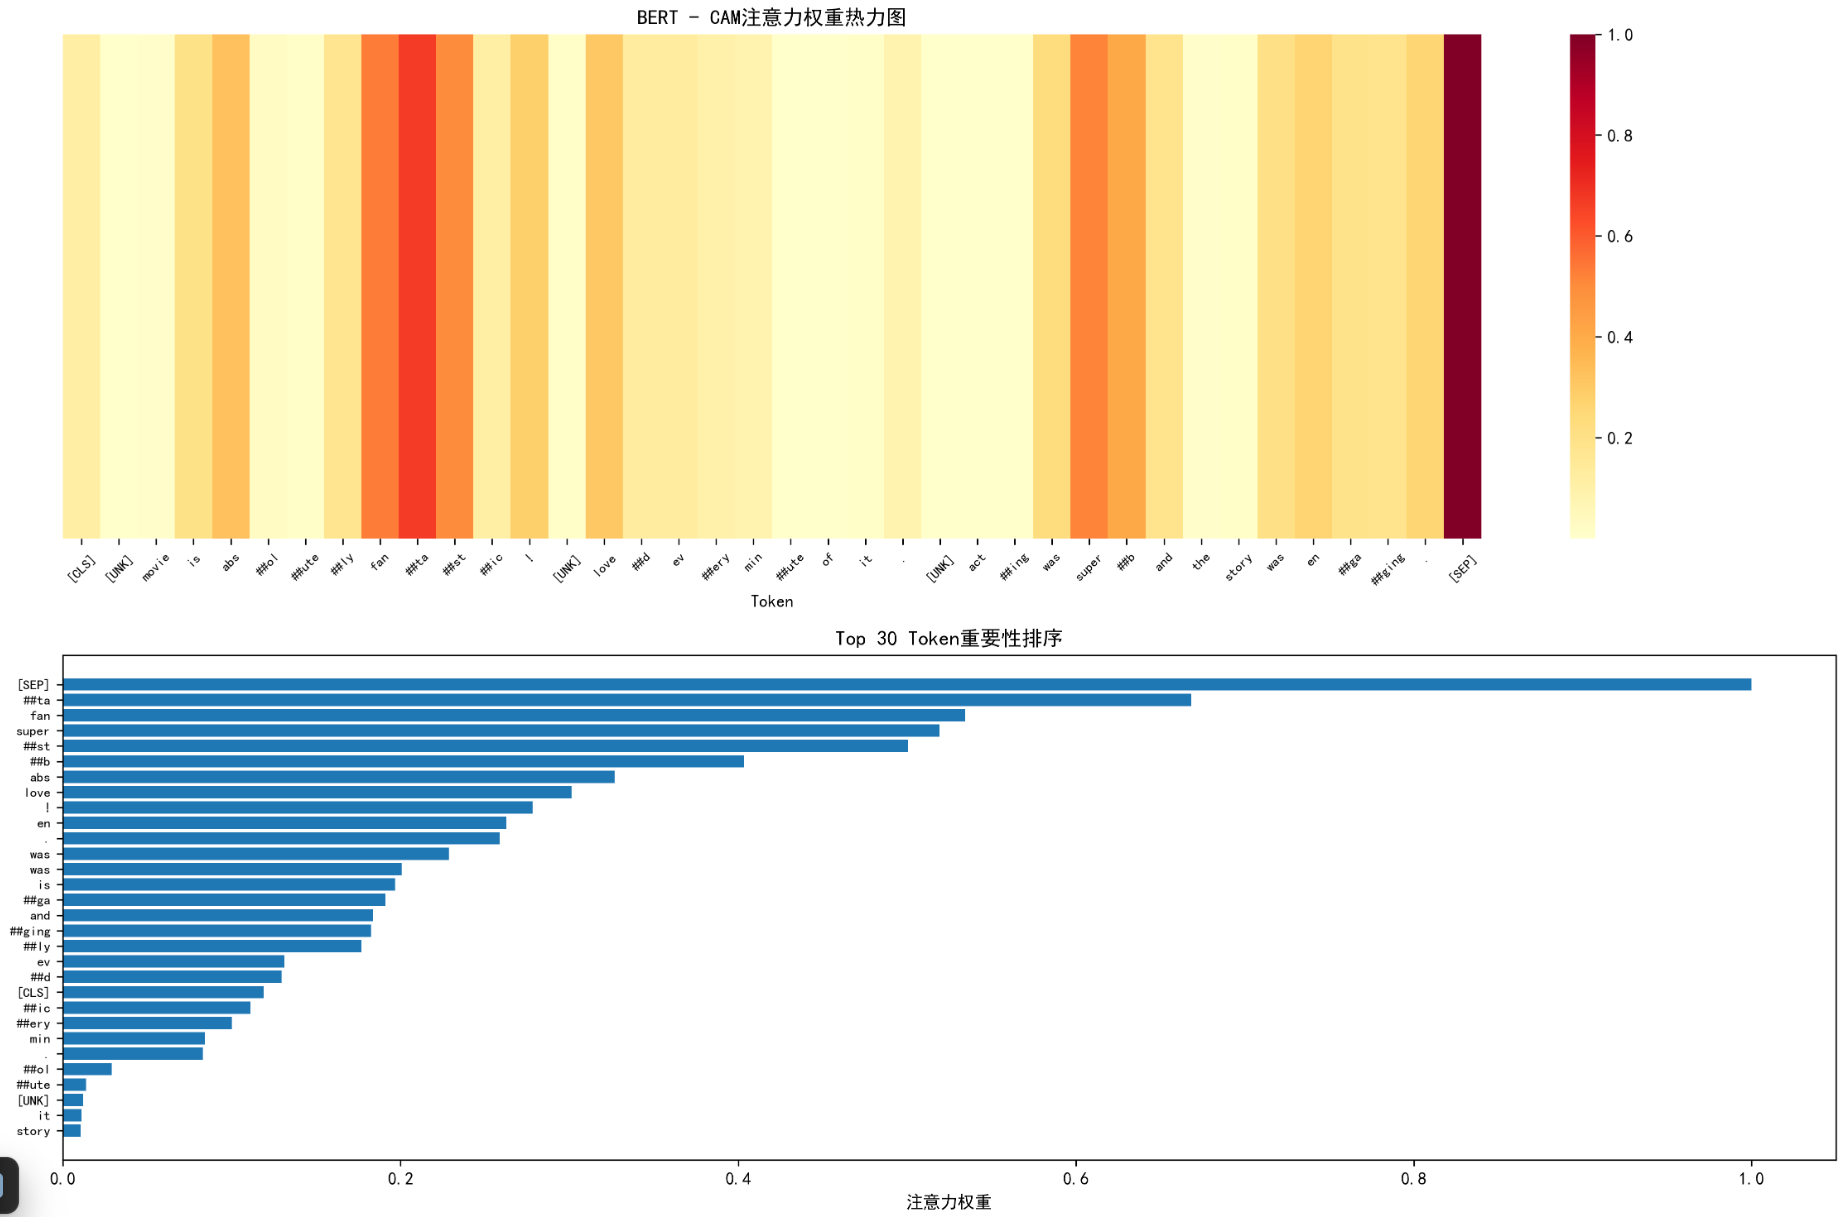 BERT - CAM注意力权重热力图
1.0
0.8
0.6
0.4
0.2
[CLS] [UNK] movie is abs ##ol ##ute ##ly fan ##ta ##st ##ic ! [UNK] love ##d ev ##ery min ##ute of it . [UNK] act ##ing was super ##b and the story was en ##ga ##ging . [SEP]
Token
Top 30 Token重要性排序
[SEP]
##ta
fan
super
##st
##b
abs
love
!
en
.
was
was
is
##ga
and
##ging
##ly
ev
##d
[CLS]
##ic
##ery
min
.
##ol
##ute
[UNK]
it
story
0.0 0.2 0.4 0.6 0.8 1.0
注意力权重